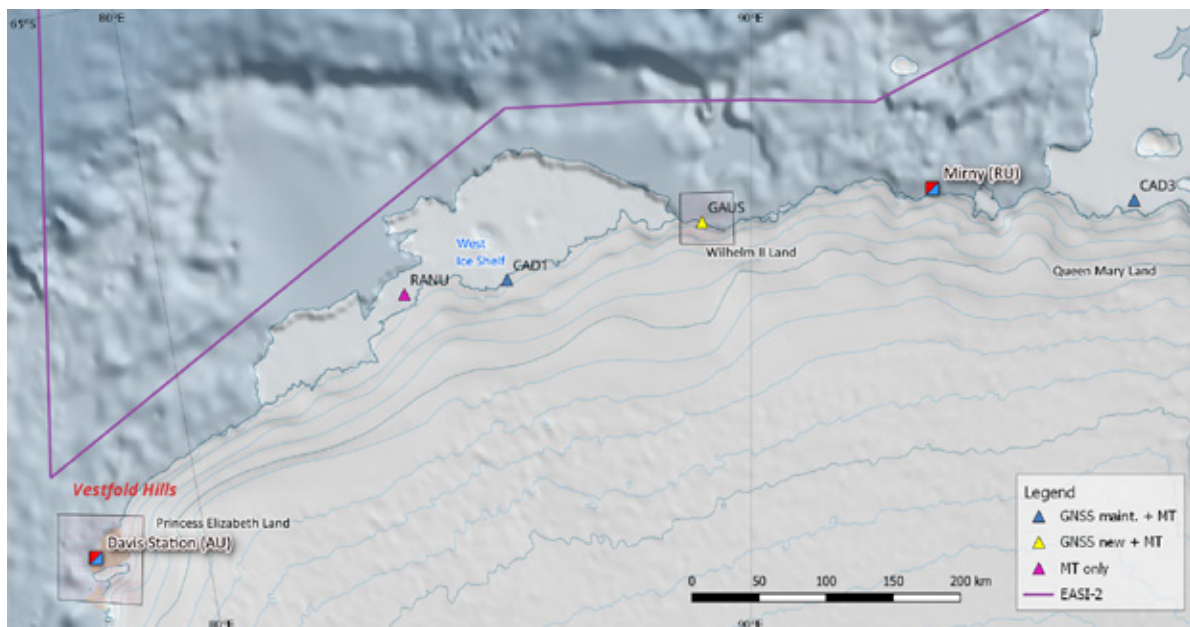 65°S
80°E
90°E
Mirny (RU)
CAD3
GAUS
West
Ice Shelf
Wilhelm II Land
CAD1
Queen Mary Land
RANU
Vestfold Hills
Princess Elizabeth Land
Davis Station (AU)
Legend
GNSS maint. + MT
GNSS new + MT
MT only
EASI-2
0 50 100 150 200 km
80°E
90°E